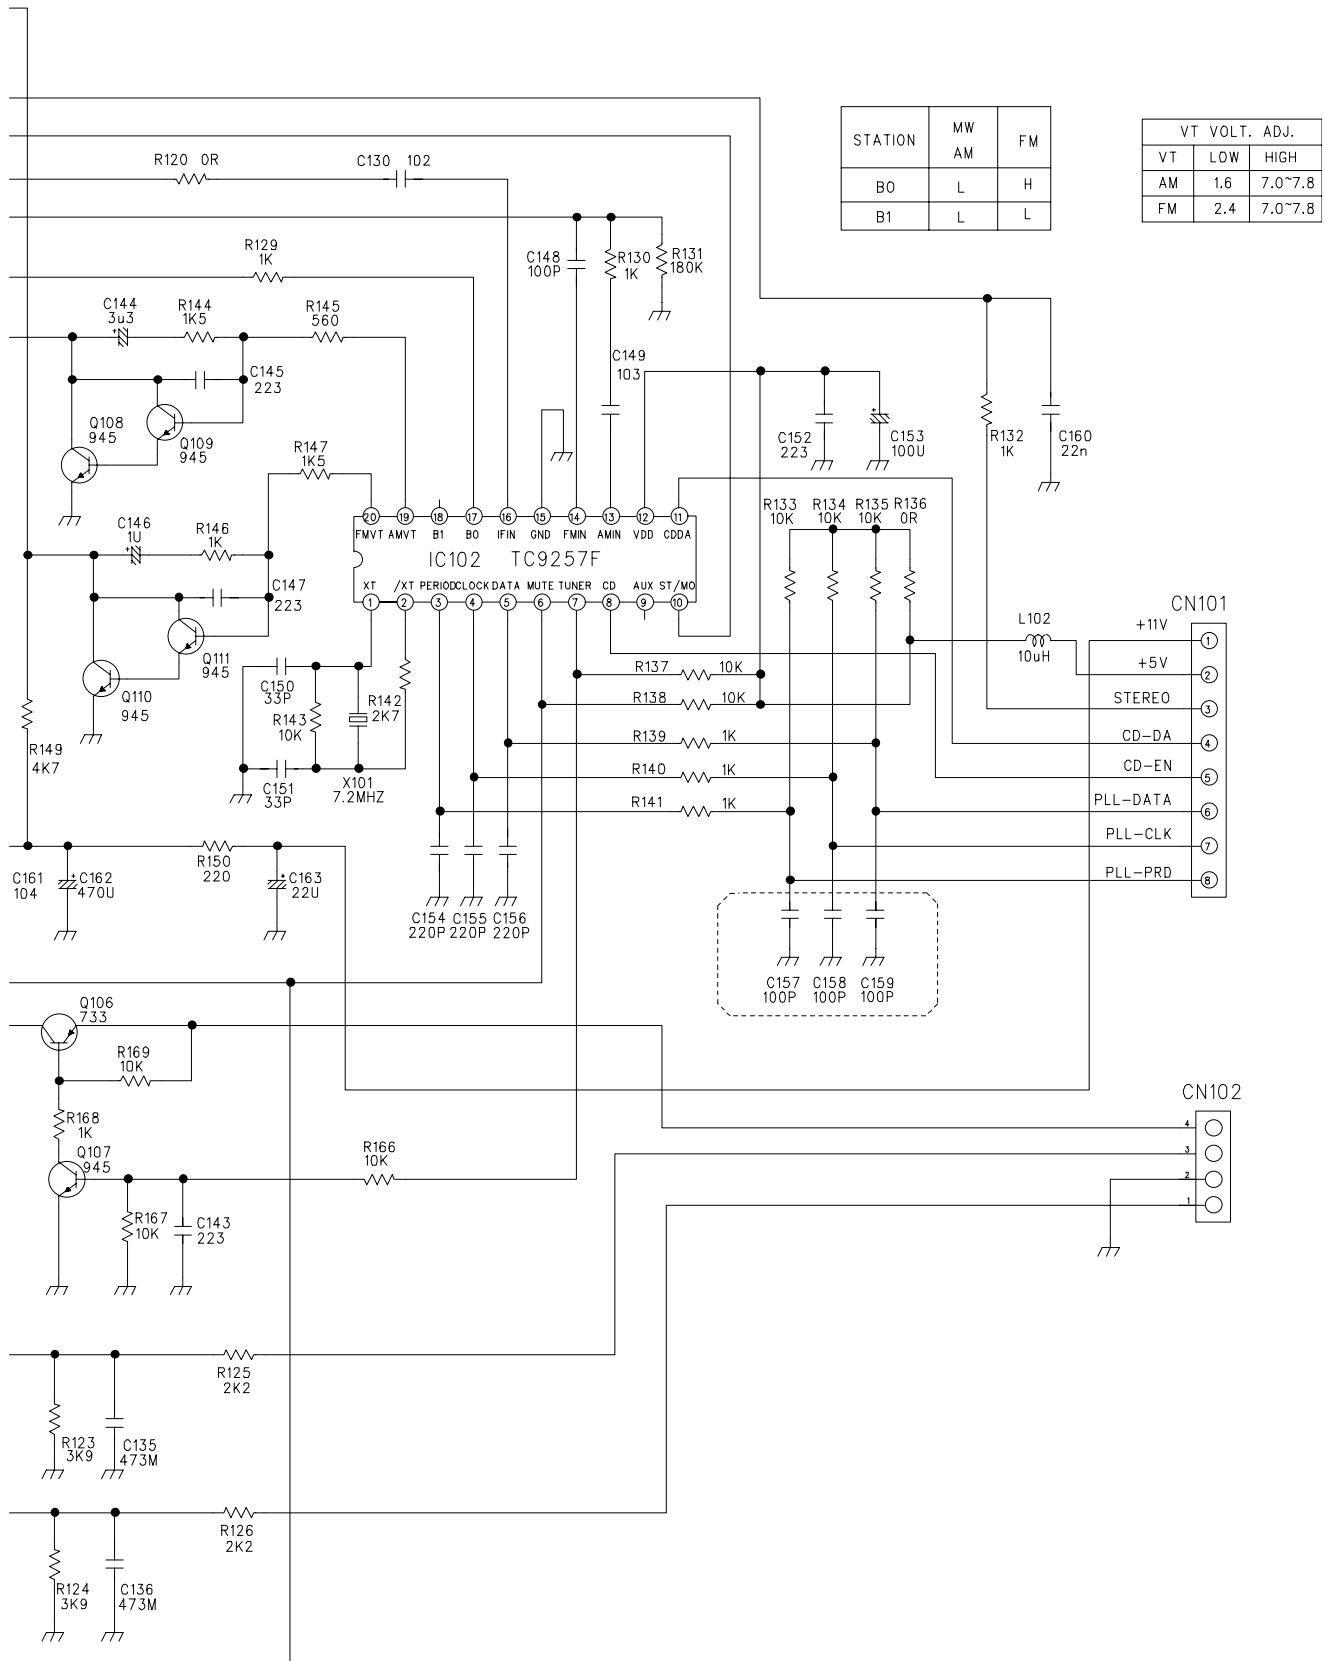 STATION MW AM FM
B0 L H
B1 L L
VT VOLT. ADJ.
VT LOW HIGH
AM 1.6 7.0~7.8
FM 2.4 7.0~7.8
R120 0R
C130 102
R129
1K
C148
100P
R130
1K
R131
180K
C144
3u3
R144
1K5
R145
560
C145
223
C149
103
Q108
945
Q109
945
R147
1K5
C152
223
C153
100U
R132
1K
C160
22n
C146
1U
R146
1K
C147
223
R133
10K
R134
10K
R135
10K
R136
0R
20 19 18 17 16 15 14 13 12 11
FMVT AMVT B1 B0 IFIN GND FMIN AMIN VDD CDDA
IC102 TC9257F
XT /XT PERIOD CLOCK DATA MUTE TUNER CD AUX ST/MO
1 2 3 4 5 6 7 8 9 10
Q111
945
Q110
945
C150
33P
R143
10K
R142
2K7
C151
33P
X101
7.2MHZ
R149
4K7
L102
10uH
CN101
+11V 1
+5V 2
STEREO 3
CD-DA 4
CD-EN 5
PLL-DATA 6
PLL-CLK 7
PLL-PRD 8
R137 10K
R138 10K
R139 1K
R140 1K
R141 1K
C161
104
C162
470U
R150
220
C163
22U
C154
220P
C155
220P
C156
220P
C157
100P
C158
100P
C159
100P
Q106
733
R169
10K
R168
1K
Q107
945
R166
10K
R167
10K
C143
223
CN102
4
3
2
1
R125
2K2
R123
3K9
C135
473M
R126
2K2
R124
3K9
C136
473M